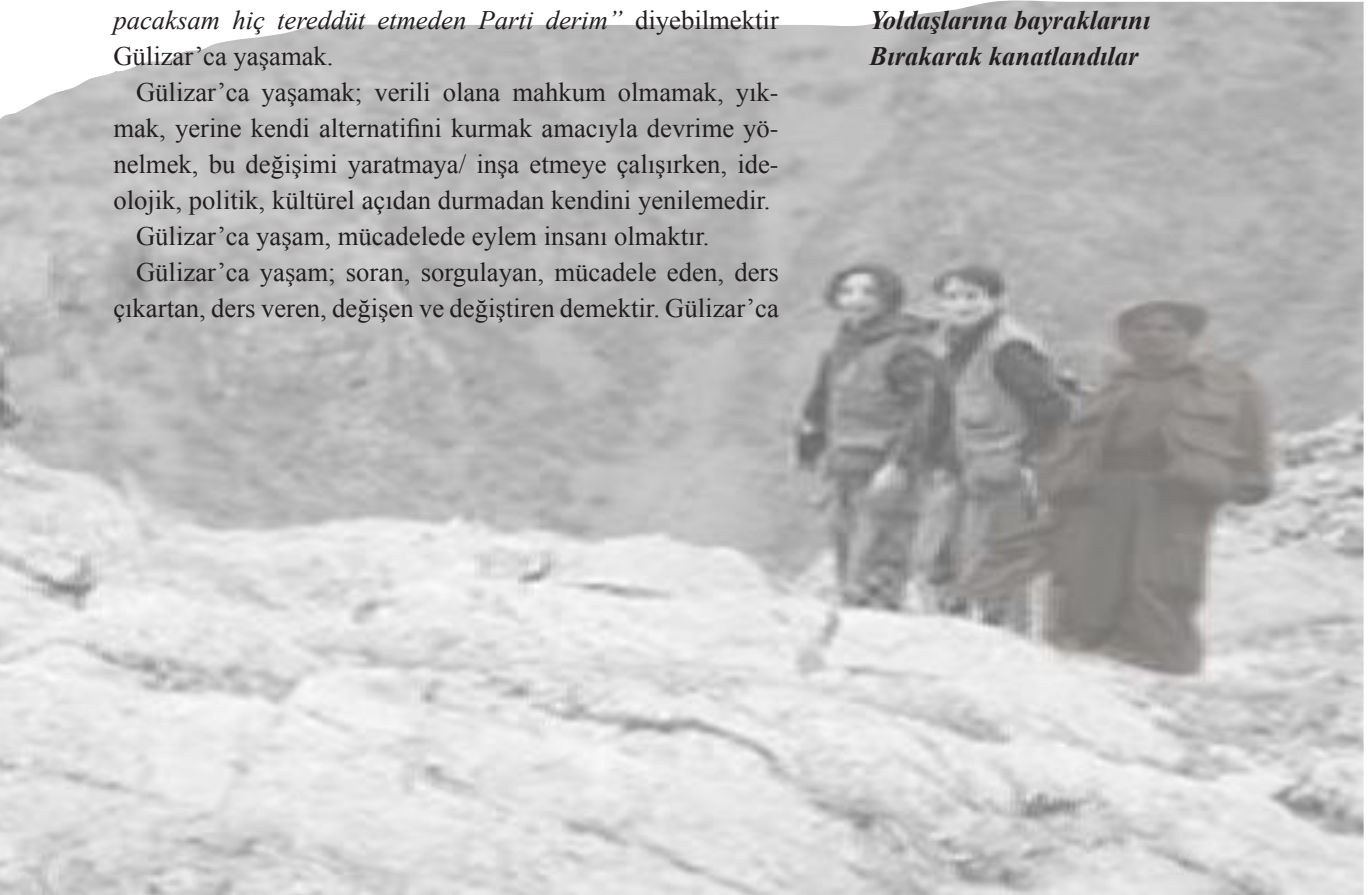 pacaksam hiç tereddüt etmeden Parti derim” diyebilmektir
Gülizar’ca yaşamak.
Gülizar’ca yaşamak; verili olana mahkum olmamak, yık-
mak, yerine kendi alternatifini kurmak amacıyla devrime yö-
nelmek, bu değişimi yaratmaya/ inşa etmeye çalışırken, ide-
olojik, politik, kültürel açıdan durmadan kendini yenilemedir.
Gülizar’ca yaşam, mücadelede eylem insanı olmaktır.
Gülizar’ca yaşam; soran, sorgulayan, mücadele eden, ders
çıkartan, ders veren, değişen ve değiştiren demektir. Gülizar’ca
Yoldaşlarına bayraklarını
Bırakarak kanatlandılar